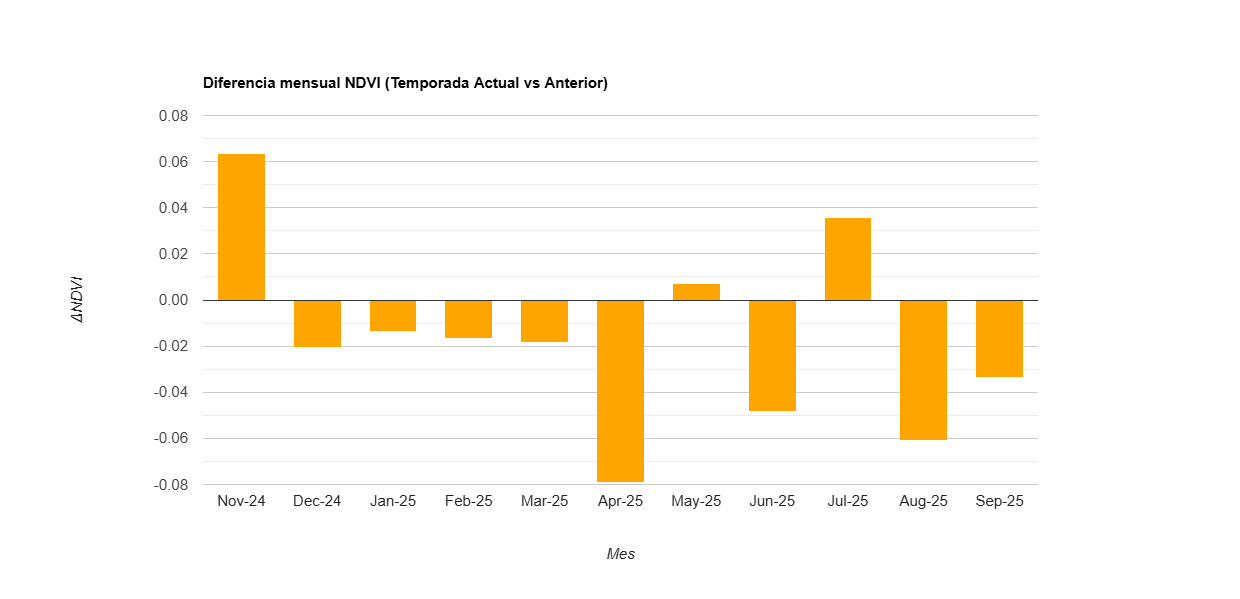 Diferencia mensual NDVI (Temporada Actual vs Anterior)
0.08
0.06
0.04
0.02
0.00
-0.02
-0.04
-0.06
-0.08
ΔNDVI
Nov-24 Dec-24 Jan-25 Feb-25 Mar-25 Apr-25 May-25 Jun-25 Jul-25 Aug-25 Sep-25
Mes